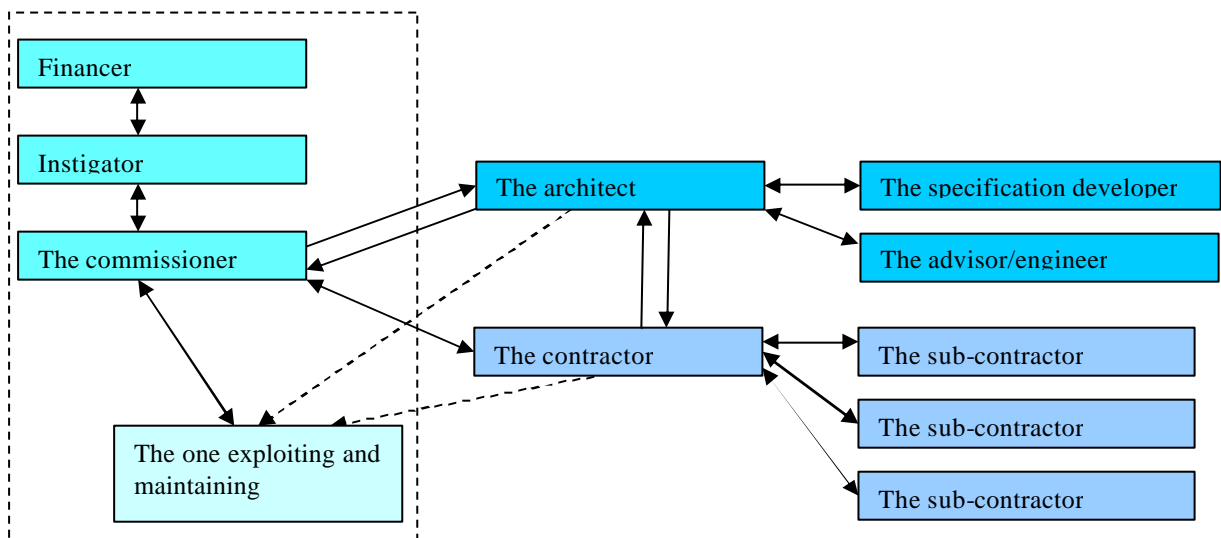 Financer
Instigator
The commissioner
The one exploiting and
maintaining
The architect
The contractor
The specification developer
The advisor/engineer
The sub-contractor
The sub-contractor
The sub-contractor